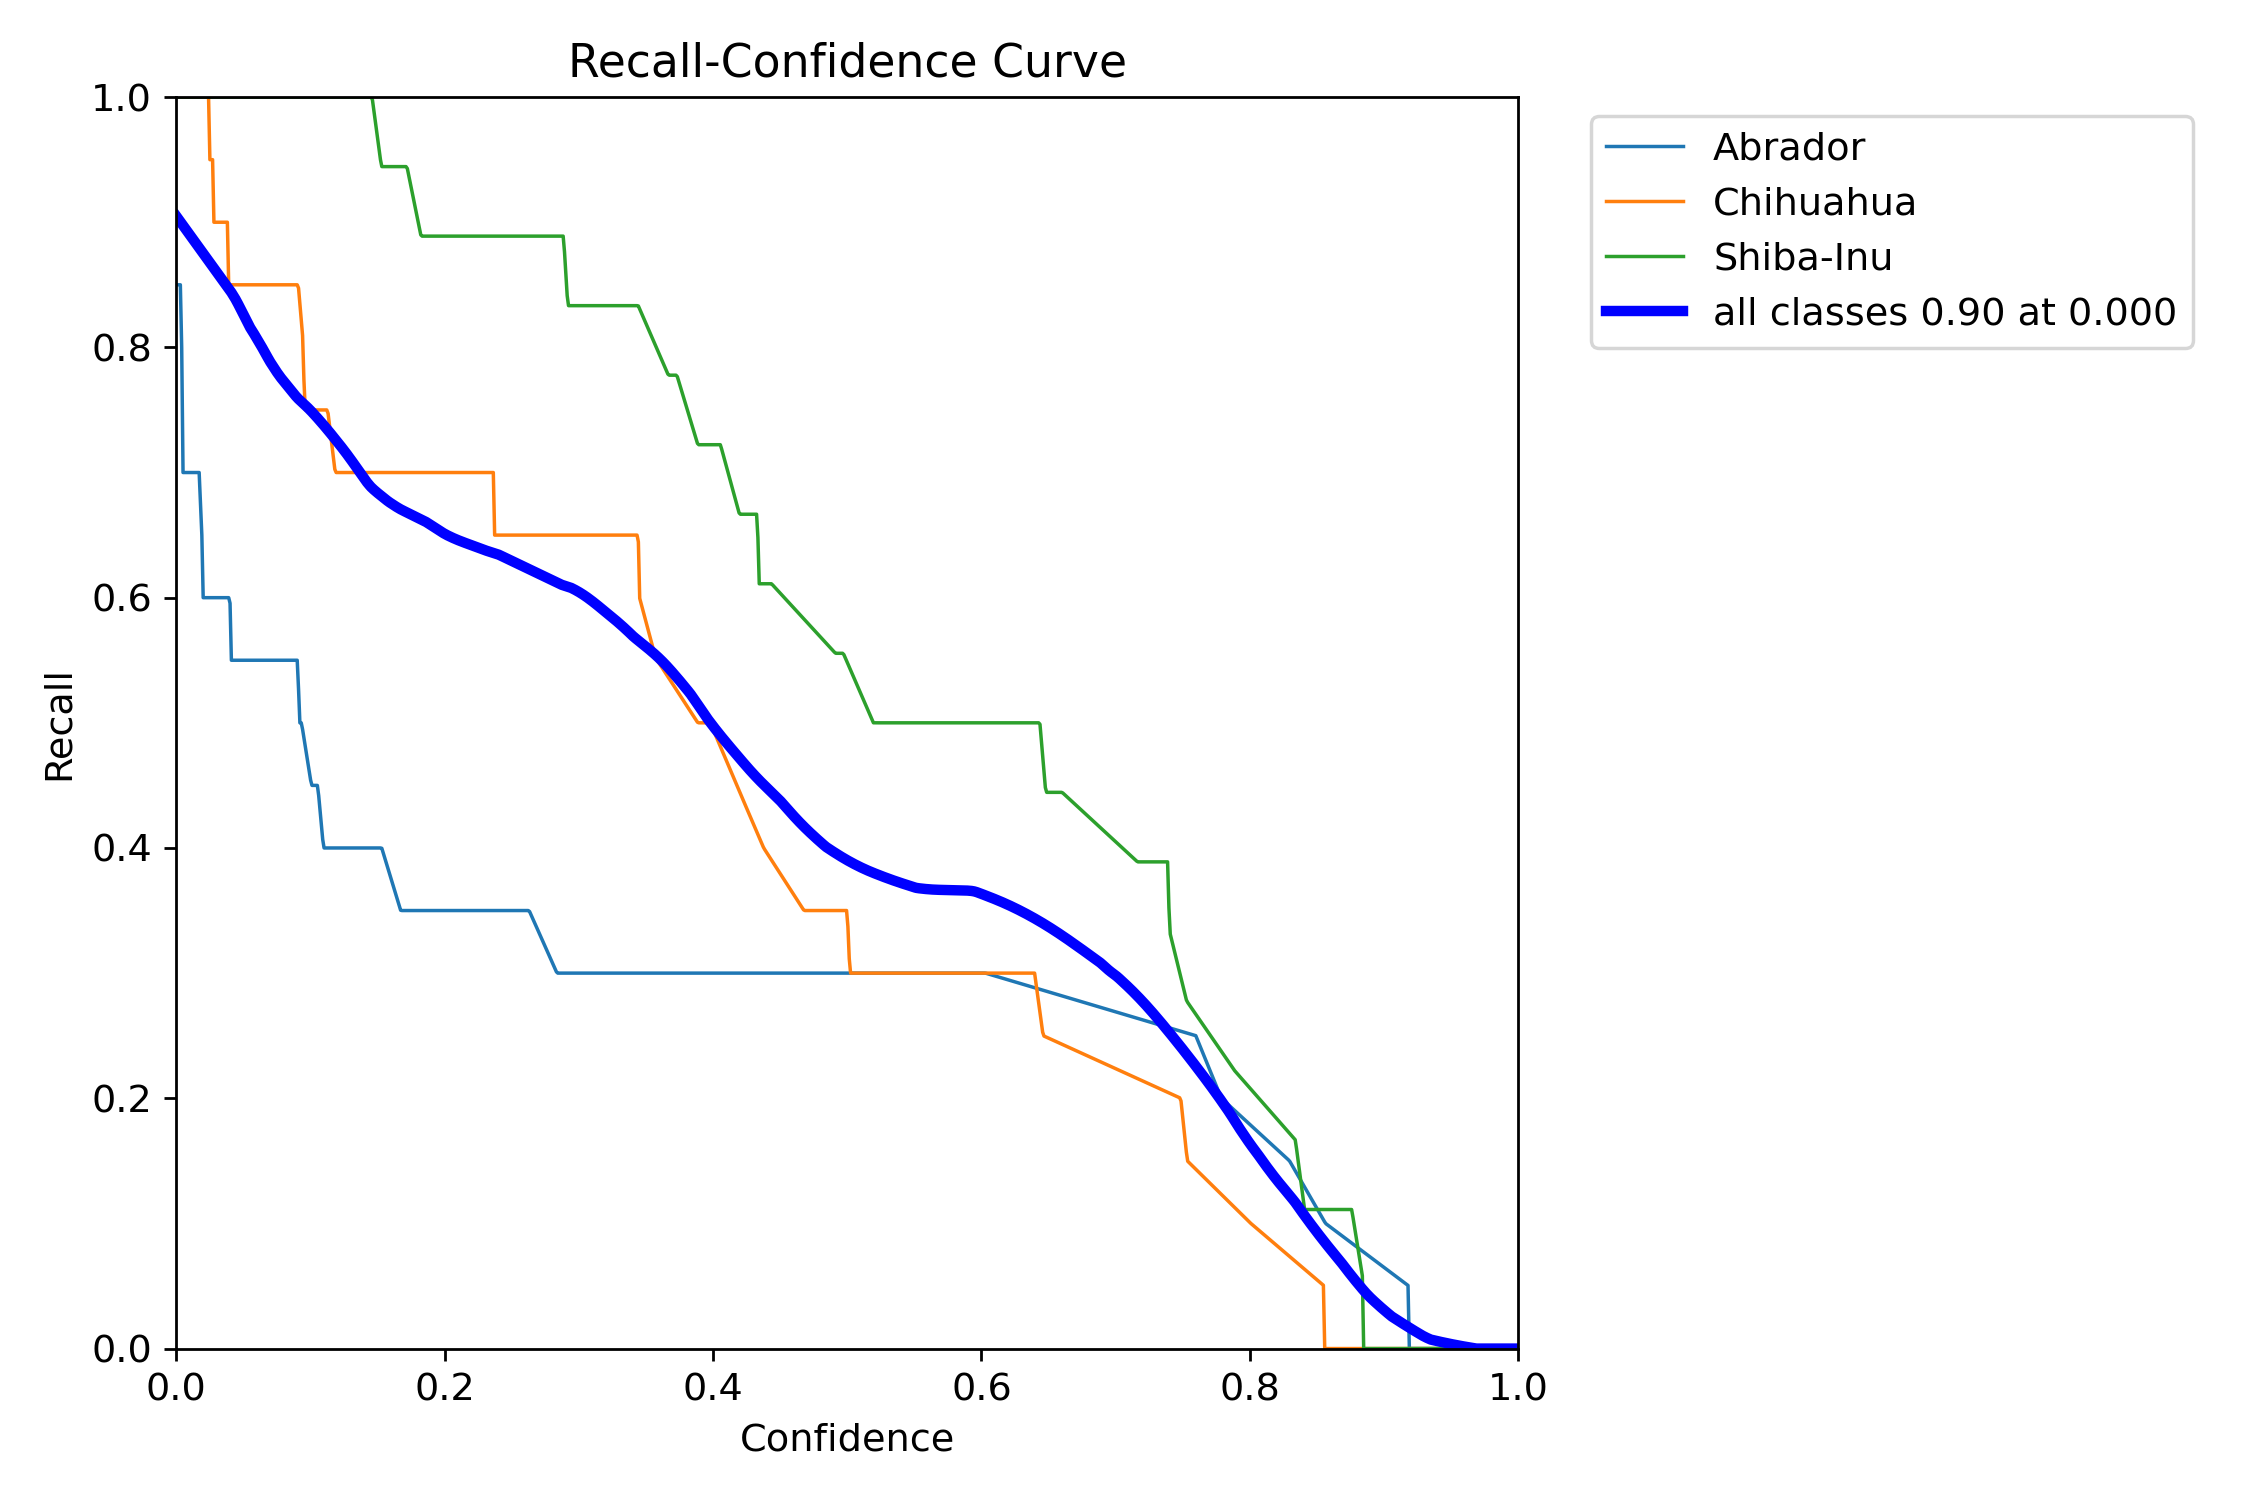 Recall-Confidence Curve
1.0
0.8
0.6
0.4
0.2
0.0
Recall
0.0 0.2 0.4 0.6 0.8 1.0
Confidence
Abrador
Chihuahua
Shiba-Inu
all classes 0.90 at 0.000